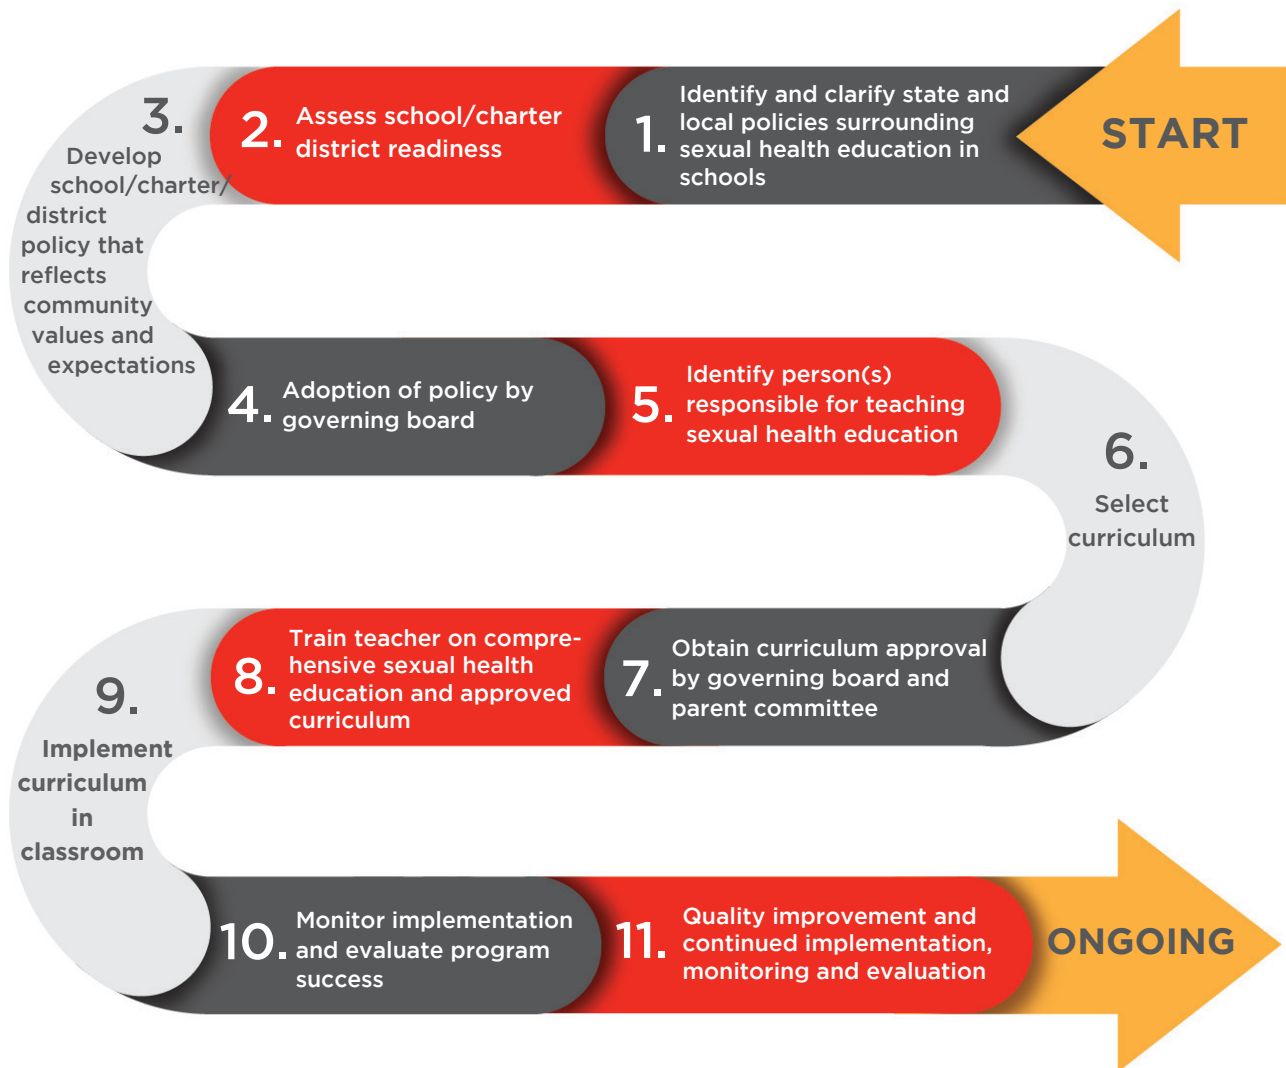 START
1.
Identify and clarify state and
local policies surrounding
sexual health education in
schools
2.
Assess school/charter
district readiness
3.
Develop
school/charter/
district
policy that
reflects
community
values and
expectations
4.
Adoption of policy by
governing board
5.
Identify person(s)
responsible for teaching
sexual health education
6.
Select
curriculum
7.
Obtain curriculum approval
by governing board and
parent committee
8.
Train teacher on compre-
hensive sexual health
education and approved
curriculum
9.
Implement
curriculum
in
classroom
10.
Monitor implementation
and evaluate program
success
11.
Quality improvement and
continued implementation,
monitoring and evaluation
ONGOING